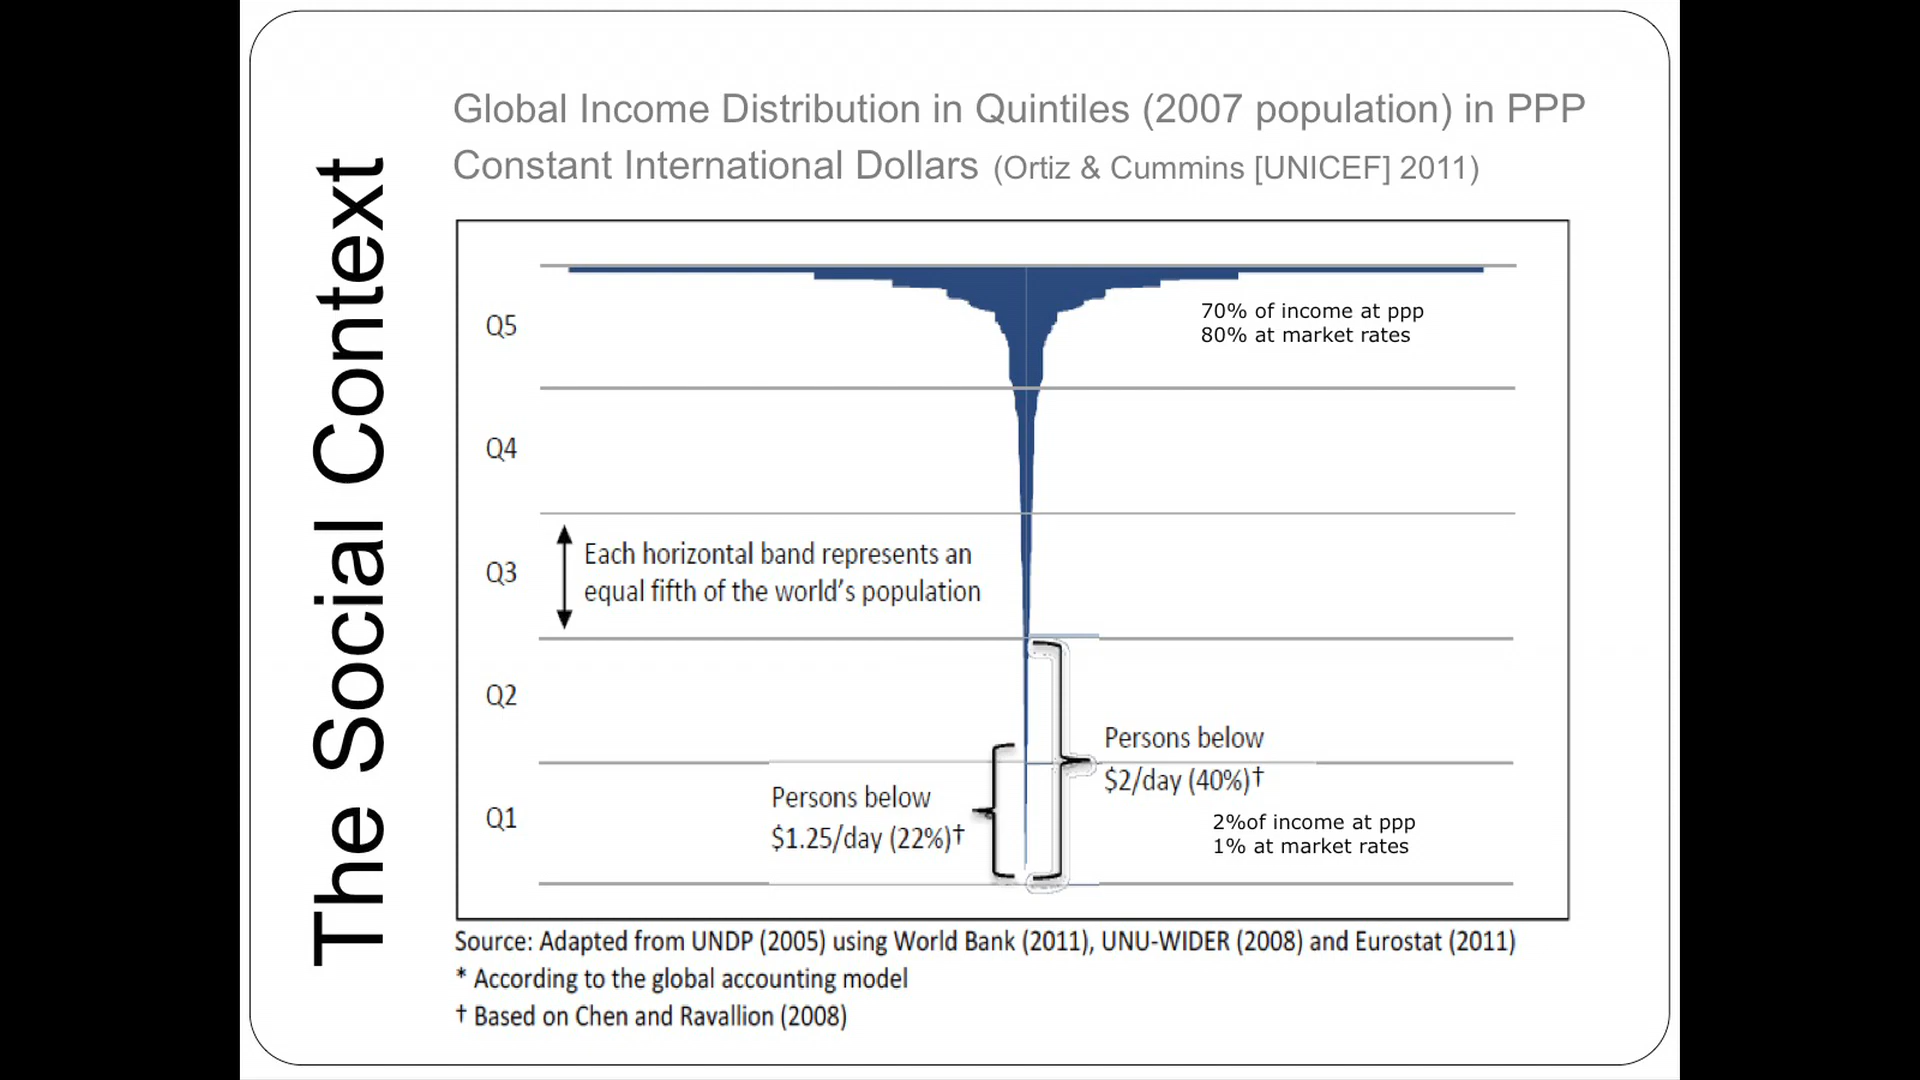 The Social Context
Global Income Distribution in Quintiles (2007 population) in PPP
Constant International Dollars (Ortiz & Cummins [UNICEF] 2011)
Q5
70% of income at ppp
80% at market rates
Q4
Q3
Each horizontal band represents an
equal fifth of the world’s population
Q2
Persons below
$2/day (40%)†
Q1
Persons below
$1.25/day (22%)†
2%of income at ppp
1% at market rates
Source: Adapted from UNDP (2005) using World Bank (2011), UNU-WIDER (2008) and Eurostat (2011)
* According to the global accounting model
† Based on Chen and Ravallion (2008)